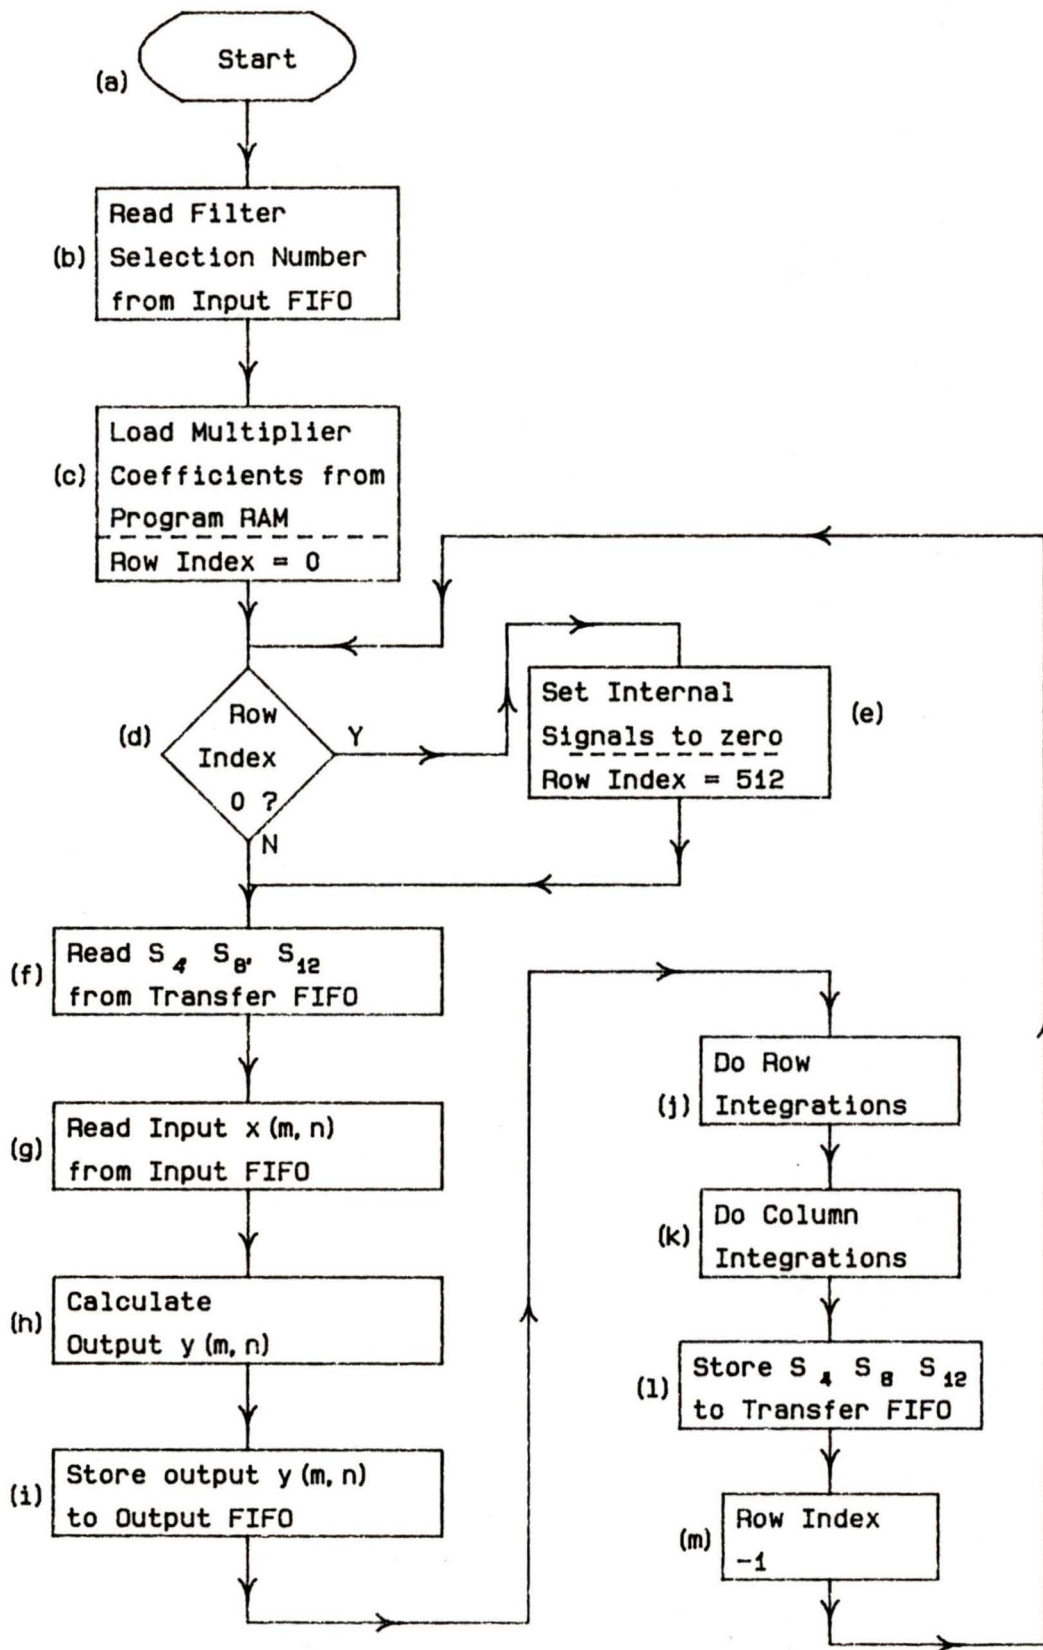 (a)
Start
(b)
Read Filter
Selection Number
from Input FIFO
(c)
Load Multiplier
Coefficients from
Program RAM
Row Index = 0
(d)
Row
Index
0 ?
Y
N
(e)
Set Internal
Signals to zero
Row Index = 512
(f)
Read S4 S8, S12
from Transfer FIFO
(g)
Read Input x(m,n)
from Input FIFO
(h)
Calculate
Output y(m,n)
(i)
Store output y(m,n)
to Output FIFO
(j)
Do Row
Integrations
(k)
Do Column
Integrations
(l)
Store S4 S8 S12
to Transfer FIFO
(m)
Row Index
-1